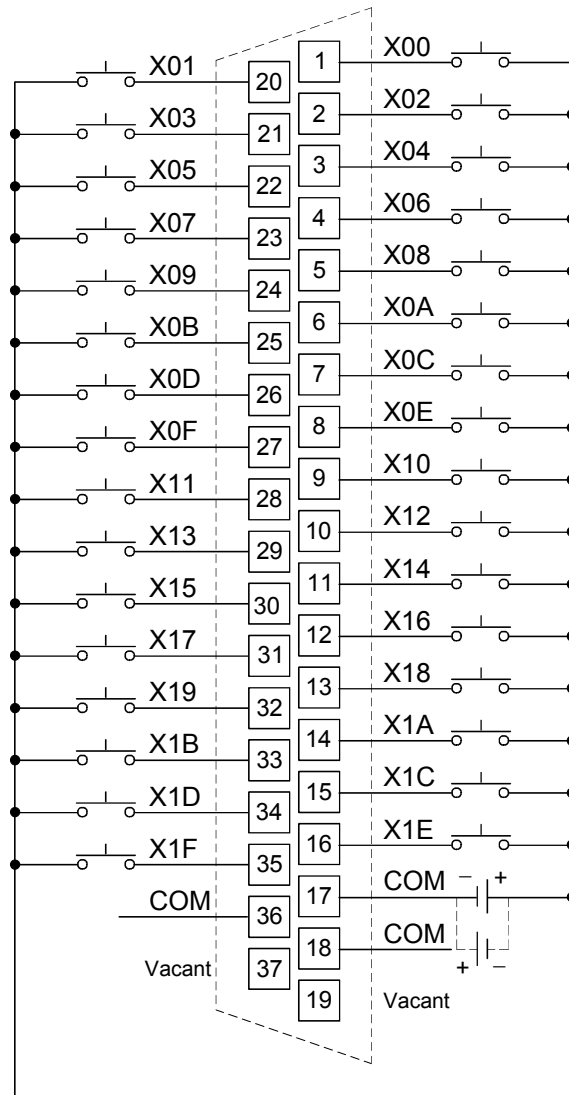 1 X00
X01 20
2 X02
X03 21
3 X04
X05 22
4 X06
X07 23
5 X08
X09 24
6 X0A
X0B 25
7 X0C
X0D 26
8 X0E
X0F 27
9 X10
X11 28
10 X12
X13 29
11 X14
X15 30
12 X16
X17 31
13 X18
X19 32
14 X1A
X1B 33
15 X1C
X1D 34
16 X1E
X1F 35
17 COM − +
COM 36
18 COM
+ −
Vacant 37
19 Vacant